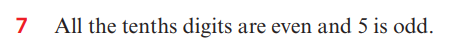 7 All the tenths digits are even and 5 is odd.